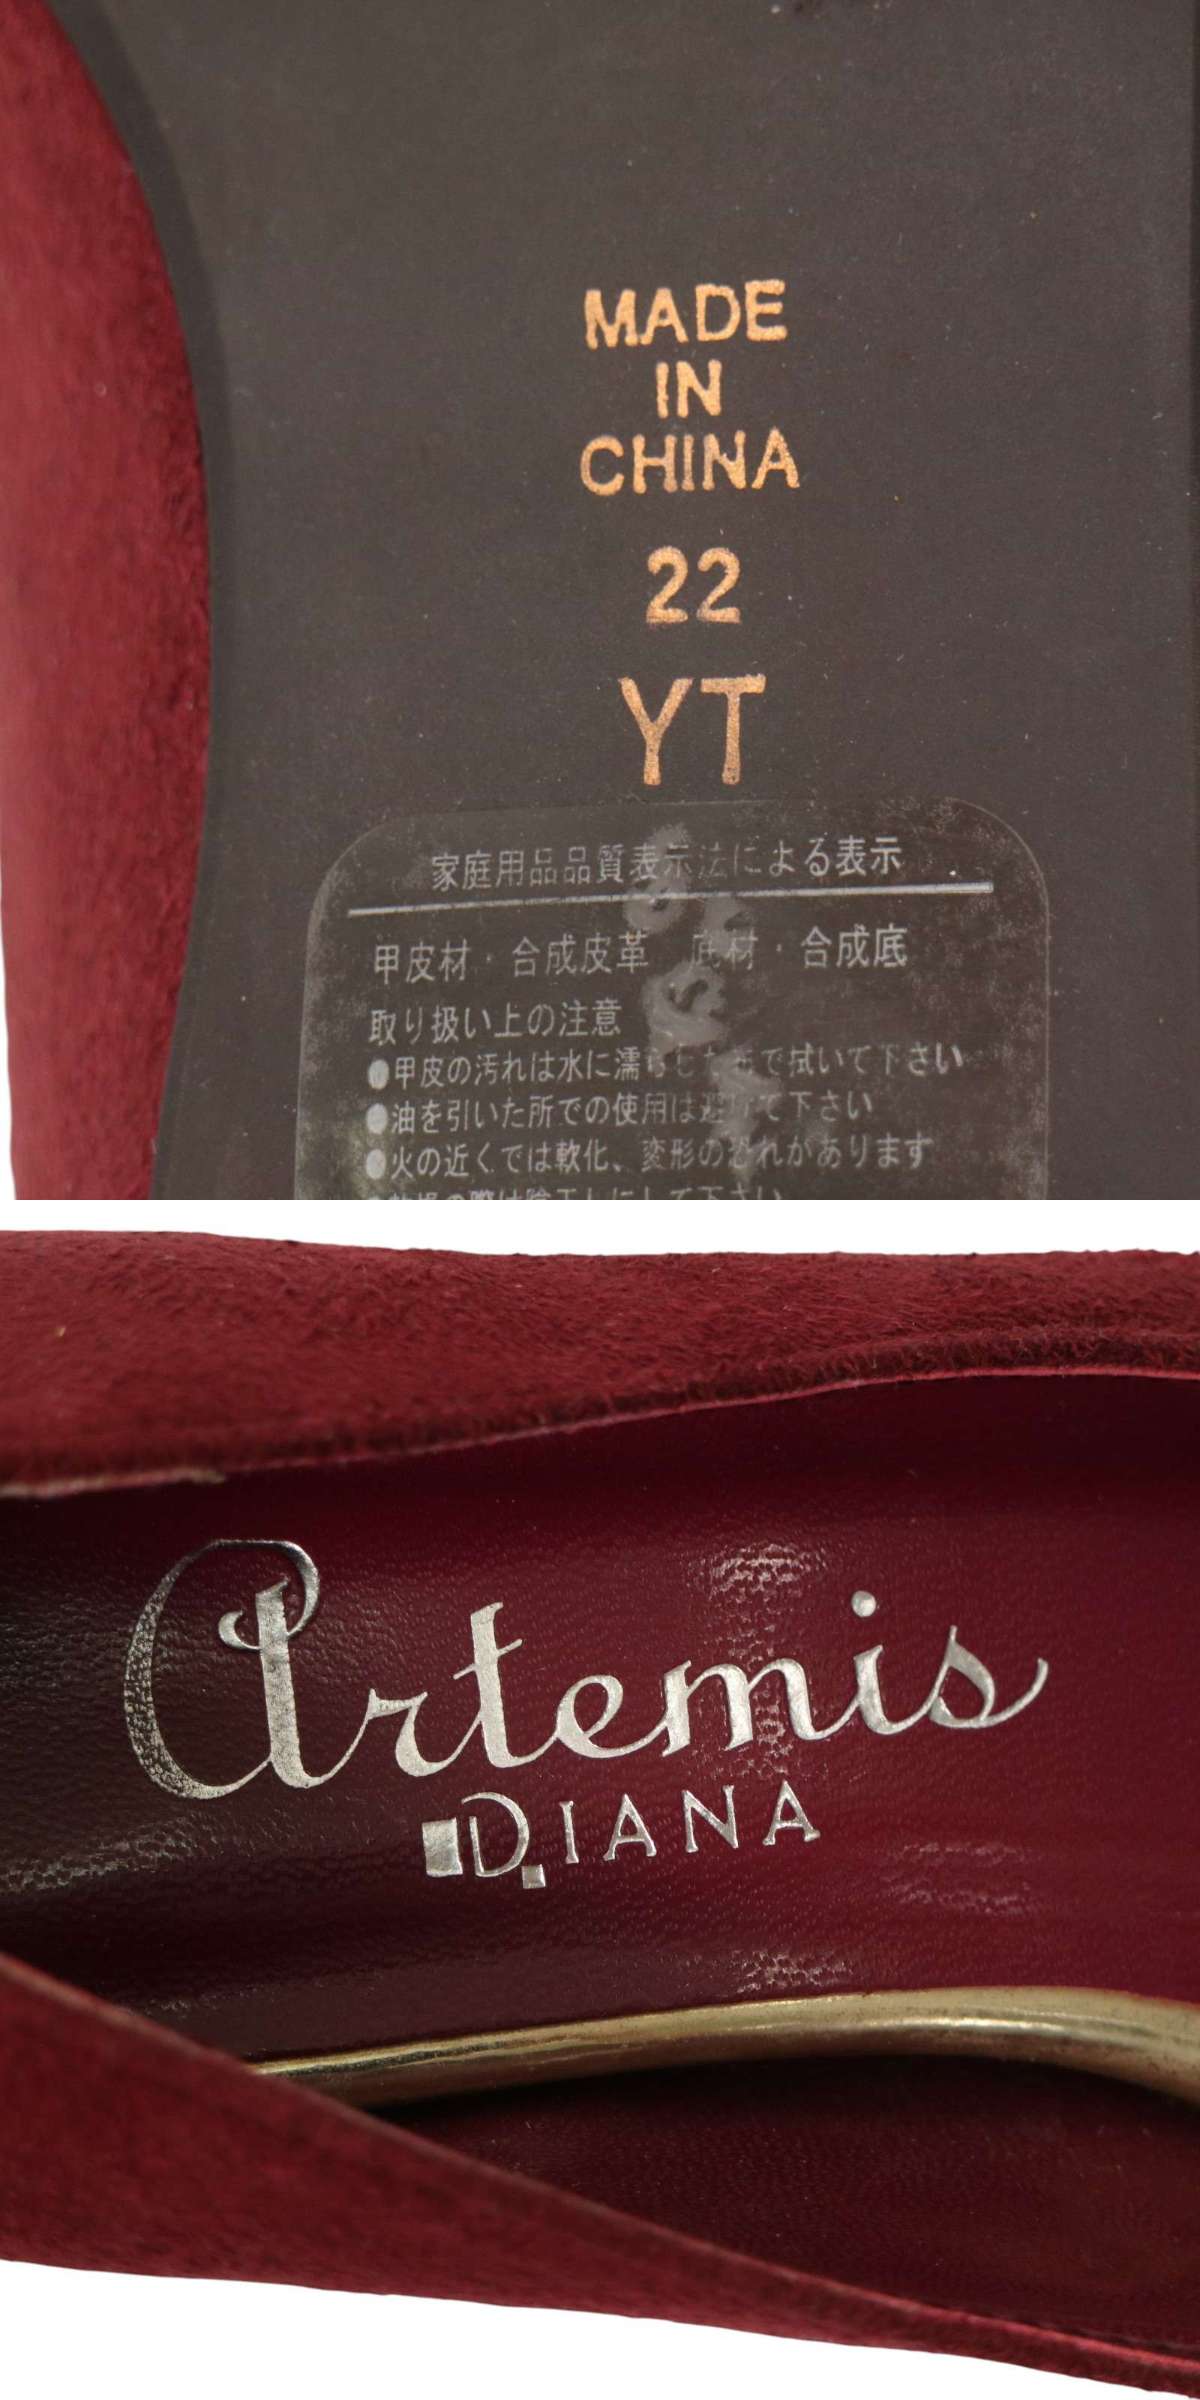 MADE
IN
CHINA
22
YT
家庭用品品質表示法による表示
甲皮材・合成皮革　底材・合成底
取り扱い上の注意
●甲皮の汚れは水に濡らした布で拭いて下さい
●油を引いた所での使用は避けて下さい
●火の近くでは軟化、変形の恐れがあります
Artemis
DIANA